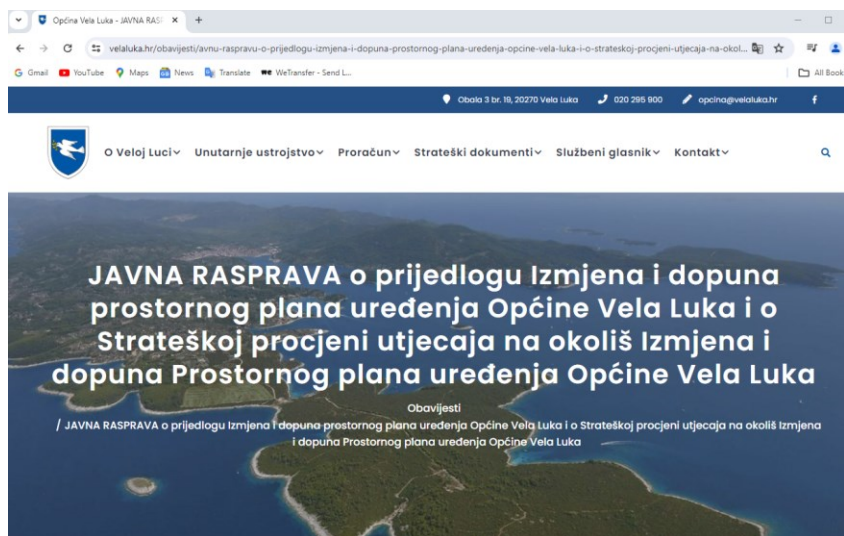 Općina Vela Luka - JAVNA RAS
velaluka.hr/obavijesti/avnu-raspravu-o-prijedlogu-izmjena-i-dopuna-prostornog-plana-uredenja-opcine-vela-luka-i-o-strateskoj-procjeni-utjecaja-na-okol...
Gmail YouTube Maps News Translate WeTransfer - Send L... All Book
Obala 3 br. 19, 20270 Vela Luka 020 295 900 opcina@velaluka.hr
O Veloj Luci Unutarnje ustrojstvo Proračun Strateški dokumenti Službeni glasnik Kontakt
JAVNA RASPRAVA o prijedlogu Izmjena i dopuna
prostornog plana uređenja Općine Vela Luka i o
Strateškoj procjeni utjecaja na okoliš Izmjena i
dopuna Prostornog plana uređenja Općine Vela Luka
Obavijesti
/ JAVNA RASPRAVA o prijedlogu Izmjena i dopuna prostornog plana uređenja Općine Vela Luka i o Strateškoj procjeni utjecaja na okoliš Izmjena
i dopuna Prostornog plana uređenja Općine Vela Luka